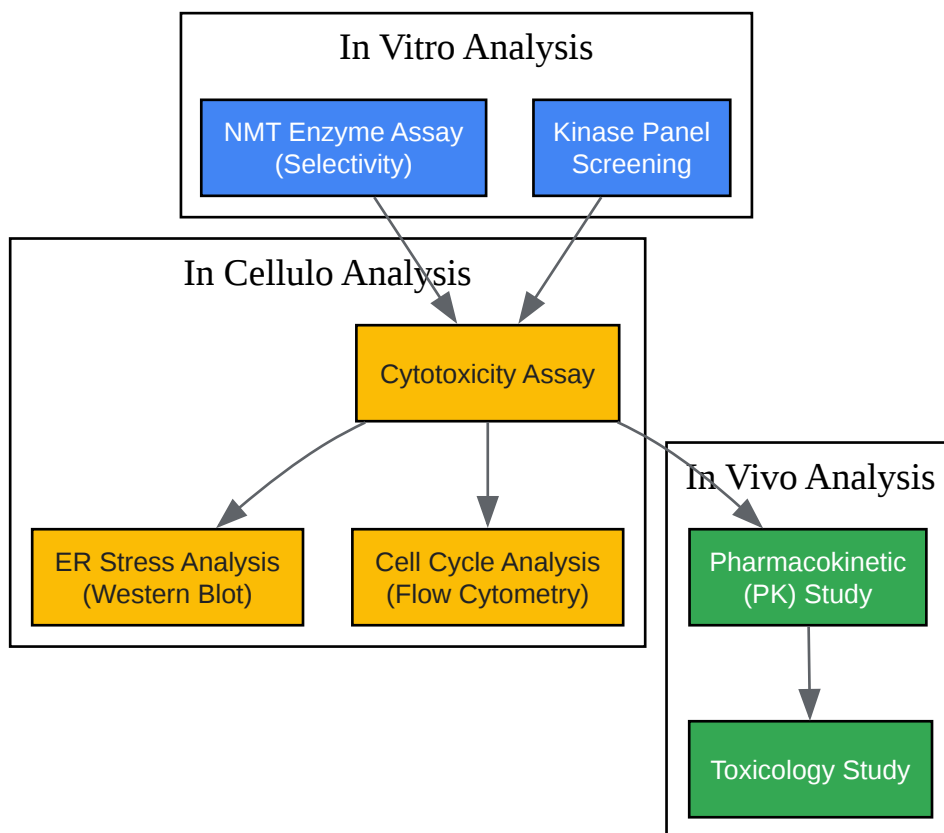 In Vitro Analysis
NMT Enzyme Assay
(Selectivity)
Kinase Panel
Screening
In Cellulo Analysis
Cytotoxicity Assay
ER Stress Analysis
(Western Blot)
Cell Cycle Analysis
(Flow Cytometry)
In Vivo Analysis
Pharmacokinetic
(PK) Study
Toxicology Study